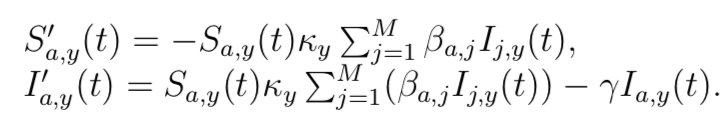 S′_{a,y}(t) = −S_{a,y}(t)κ_y ∑_{j=1}^{M} β_{a,j} I_{j,y}(t),
I′_{a,y}(t) = S_{a,y}(t)κ_y ∑_{j=1}^{M} (β_{a,j} I_{j,y}(t)) − γI_{a,y}(t).